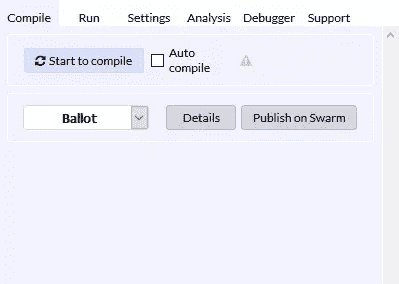 Compile Run Settings Analysis Debugger Support
Start to compile
Auto
compile
Ballot
Details
Publish on Swarm